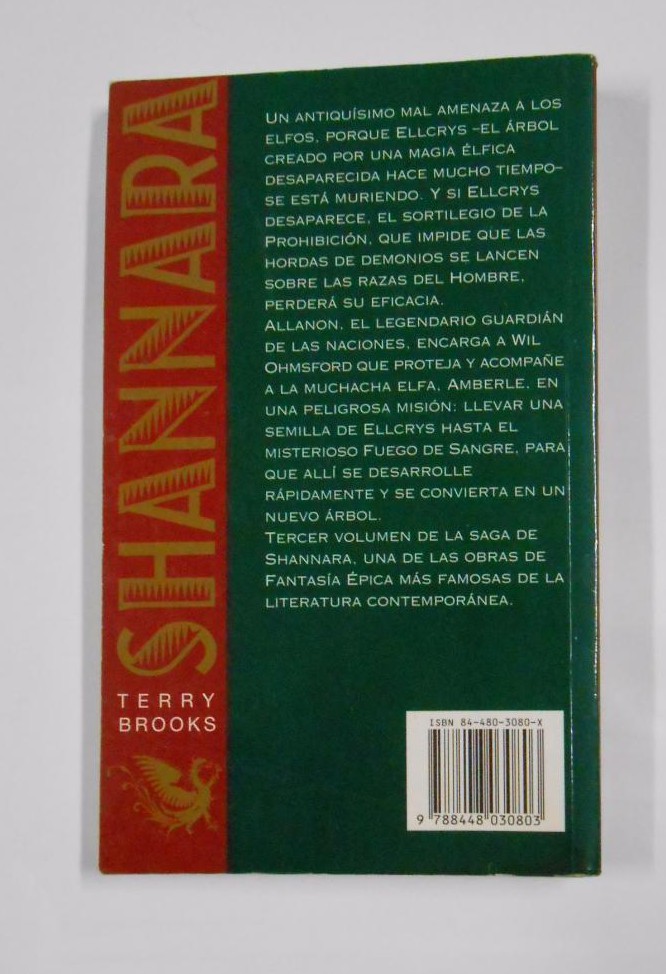 SHANNARA
TERRY
BROOKS
UN ANTIQUÍSIMO MAL AMENAZA A LOS
ELFOS, PORQUE ELLCRYS –EL ÁRBOL
CREADO POR UNA MAGIA ÉLFICA
DESAPARECIDA HACE MUCHO TIEMPO–
SE ESTÁ MURIENDO. Y SI ELLCRYS
DESAPARECE, EL SORTILEGIO DE LA
PROHIBICIÓN, QUE IMPIDE QUE LAS
HORDAS DE DEMONIOS SE LANCEN
SOBRE LAS RAZAS DEL HOMBRE,
PERDERÁ SU EFICACIA.
ALLANON, EL LEGENDARIO GUARDIÁN
DE LAS NACIONES, ENCARGA A WIL
OHMSFORD QUE PROTEJA Y ACOMPAÑE
A LA MUCHACHA ELFA, AMBERLE, EN
UNA PELIGROSA MISIÓN: LLEVAR UNA
SEMILLA DE ELLCRYS HASTA EL
MISTERIOSO FUEGO DE SANGRE, PARA
QUE ALLÍ SE DESARROLLE
RÁPIDAMENTE Y SE CONVIERTA EN UN
NUEVO ÁRBOL.
TERCER VOLUMEN DE LA SAGA DE
SHANNARA, UNA DE LAS OBRAS DE
FANTASÍA ÉPICA MÁS FAMOSAS DE LA
LITERATURA CONTEMPORÁNEA.
ISBN 84-480-3080-X
9 788448 030803